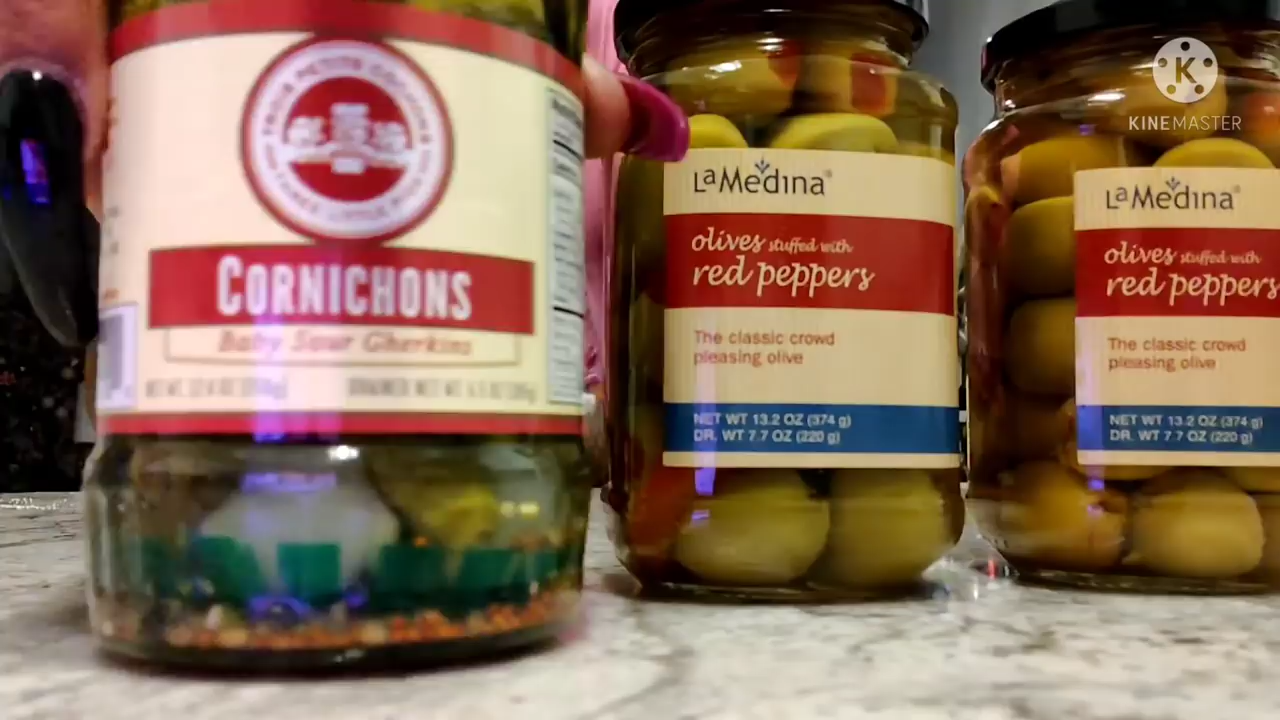 CORNICHONS
Baby Sour Gherkins
LaMedina®
olives stuffed with
red peppers
The classic crowd
pleasing olive
NET WT 13.2 OZ (374 g)
DR. WT 7.7 OZ (220 g)
LaMedina®
olives stuffed with
red peppers
The classic crowd
pleasing olive
NET WT 13.2 OZ (374 g)
DR. WT 7.7 OZ (220 g)
K
KINEMASTER